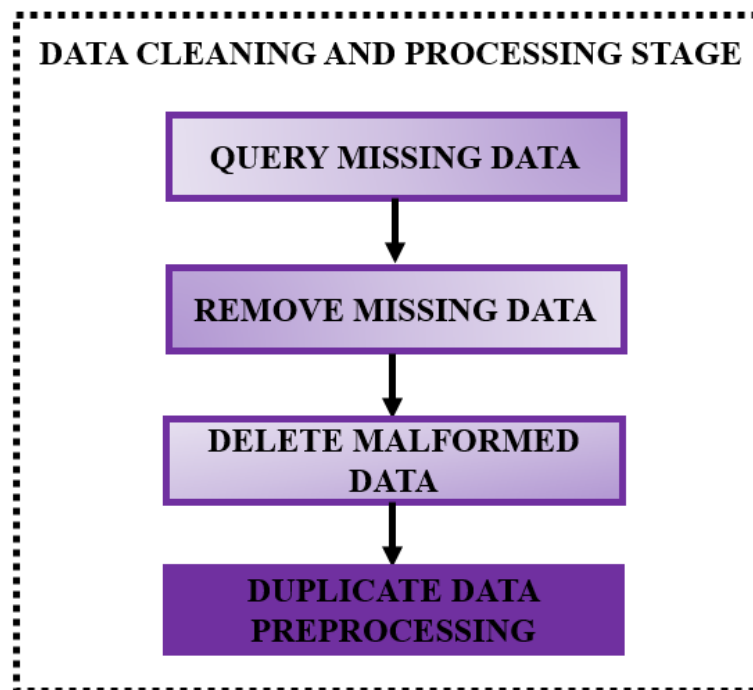 DATA CLEANING AND PROCESSING STAGE
QUERY MISSING DATA
REMOVE MISSING DATA
DELETE MALFORMED
DATA
DUPLICATE DATA
PREPROCESSING